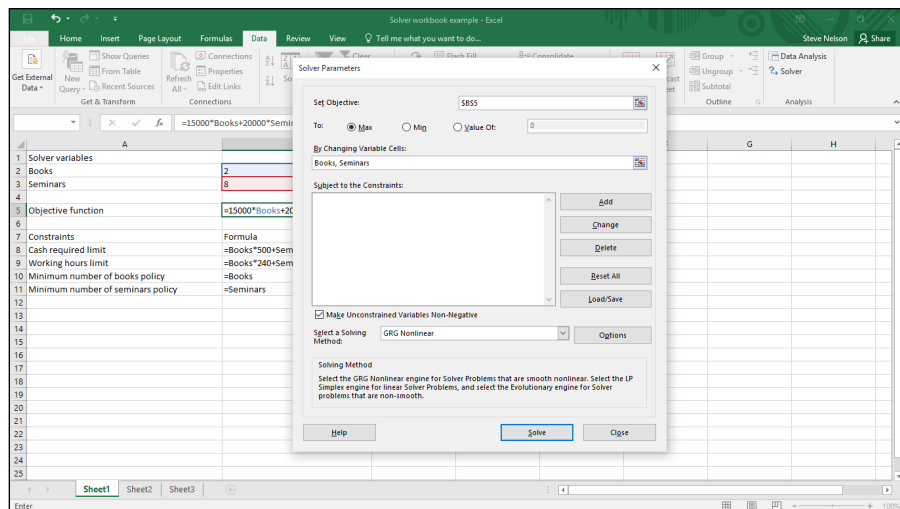 Solver workbook example - Excel
Home Insert Page Layout Formulas Data Review View Tell me what you want to do...
Steve Nelson Share
Get External Data
New Query
Show Queries
From Table
Recent Sources
Get & Transform
Refresh All
Connections
Properties
Edit Links
Connections
Clear
Flash Fill
Consolidate
Group
Ungroup
Subtotal
Outline
Data Analysis
Solver
Analysis
fx =15000*Books+20000*Semin
A G H
1 Solver variables
2 Books 2
3 Seminars 8
4
5 Objective function =15000*Books+20
6
7 Constraints Formula
8 Cash required limit =Books*500+Sem
9 Working hours limit =Books*240+Sem
10 Minimum number of books policy =Books
11 Minimum number of seminars policy =Seminars
12
13
14
15
16
17
18
19
20
21
22
23
24
25
Solver Parameters
Set Objective: $B$5
To: Max Min Value Of: 0
By Changing Variable Cells:
Books, Seminars
Subject to the Constraints:
Add
Change
Delete
Reset All
Load/Save
Make Unconstrained Variables Non-Negative
Select a Solving Method: GRG Nonlinear
Options
Solving Method
Select the GRG Nonlinear engine for Solver Problems that are smooth nonlinear. Select the LP
Simplex engine for linear Solver Problems, and select the Evolutionary engine for Solver
problems that are non-smooth.
Help Solve Close
Sheet1 Sheet2 Sheet3
Enter
100%